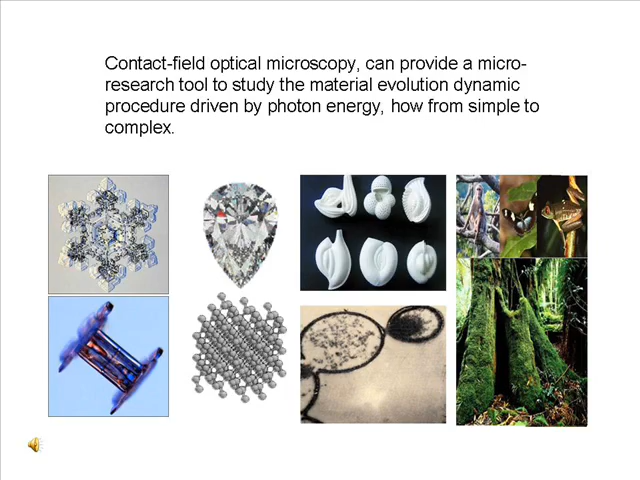 Contact-field optical microscopy, can provide a micro-
research tool to study the material evolution dynamic
procedure driven by photon energy, how from simple to
complex.